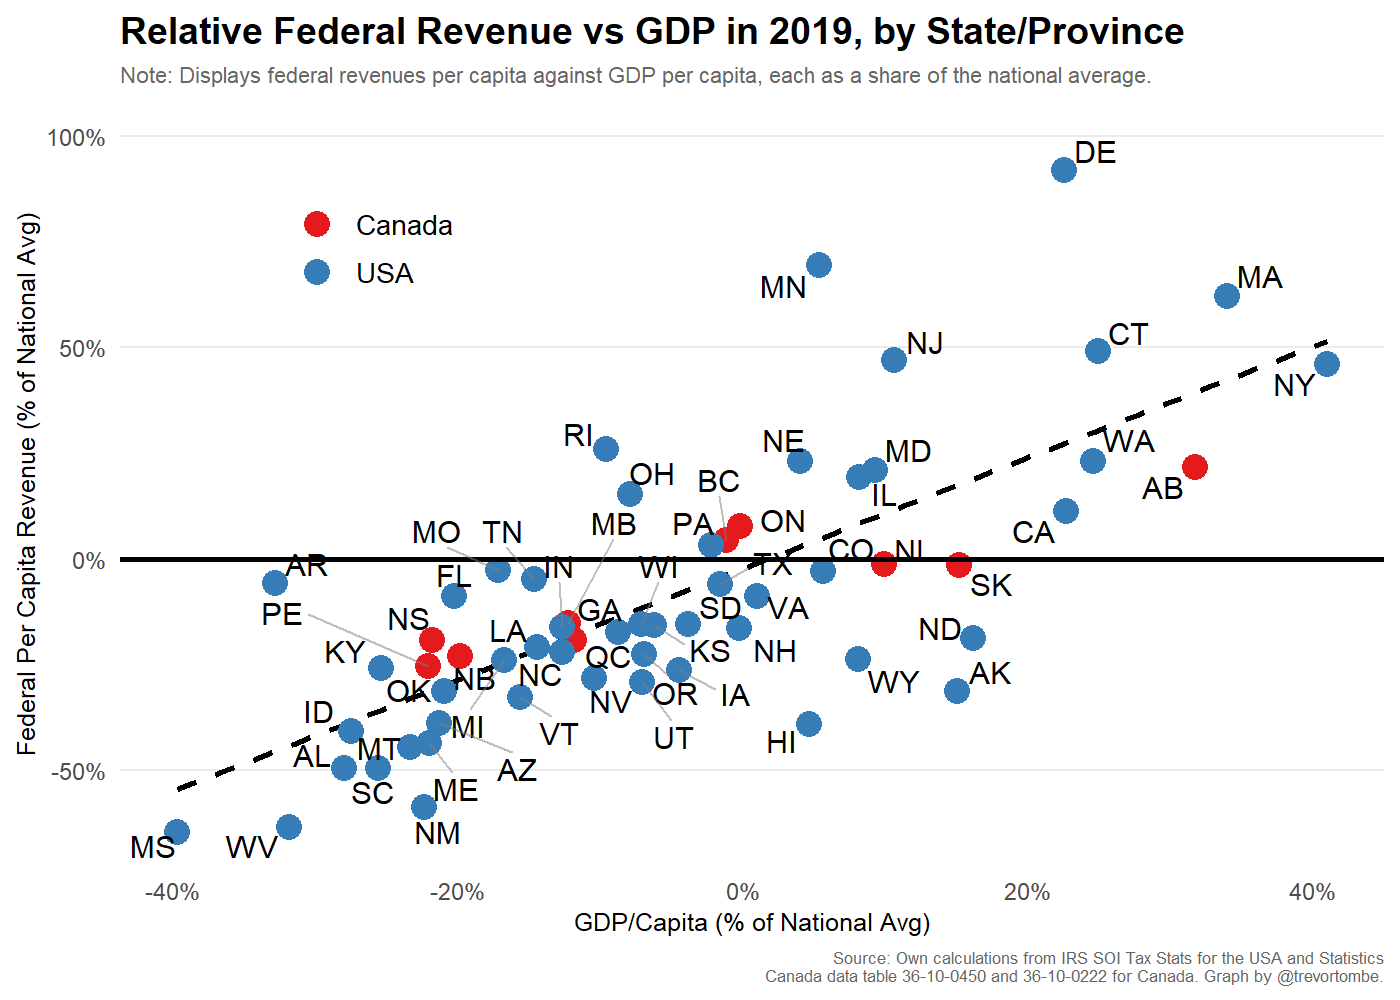 Relative Federal Revenue vs GDP in 2019, by State/Province
Note: Displays federal revenues per capita against GDP per capita, each as a share of the national average.
Federal Per Capita Revenue (% of National Avg)
100%
50%
0%
-50%
Canada
USA
DE
MN
MA
NJ
CT
NY
RI
NE
MD
WA
OH
BC
IL
AB
MO
TN
MB
PA
ON
CA
AR
FL
IN
WI
TX
CO
NL
SK
PE
NS
GA
SD
VA
LA
ND
KY
QC
KS
NH
OK
NB
NC
NV
OR
IA
WY
AK
ID
MI
VT
UT
HI
AL
MT
AZ
SC
ME
NM
MS
WV
-40%
-20%
0%
20%
40%
GDP/Capita (% of National Avg)
Source: Own calculations from IRS SOI Tax Stats for the USA and Statistics
Canada data table 36-10-0450 and 36-10-0222 for Canada. Graph by @trevortombe.